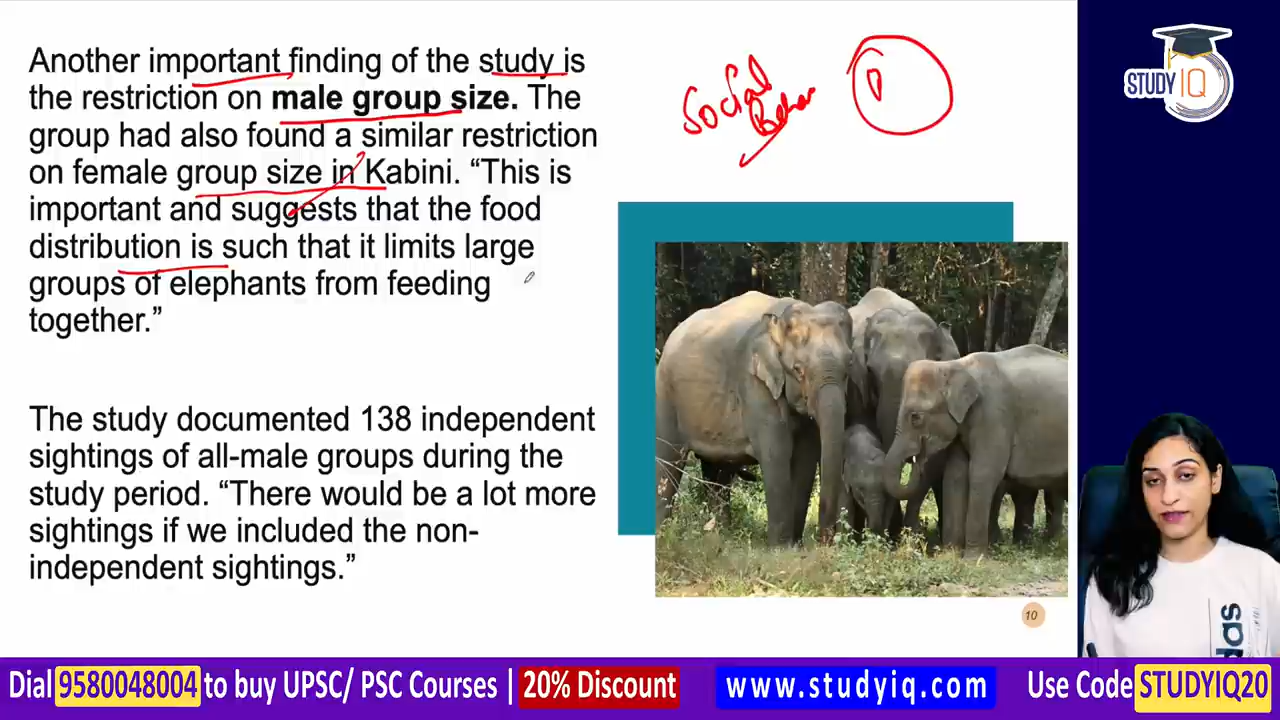 Another important finding of the study is
the restriction on male group size. The
group had also found a similar restriction
on female group size in Kabini. “This is
important and suggests that the food
distribution is such that it limits large
groups of elephants from feeding
together.”
The study documented 138 independent
sightings of all-male groups during the
study period. “There would be a lot more
sightings if we included the non-
independent sightings.”
Social
10
STUDY IQ
das
Dial 9580048004 to buy UPSC/ PSC Courses | 20% Discount www.studyiq.com Use Code STUDYIQ20